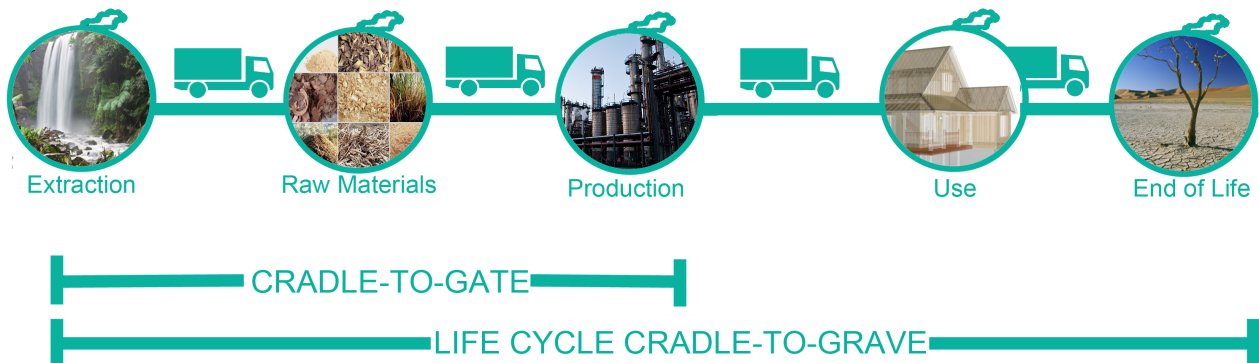 Extraction
Raw Materials
Production
Use
End of Life
CRADLE-TO-GATE
LIFE CYCLE CRADLE-TO-GRAVE